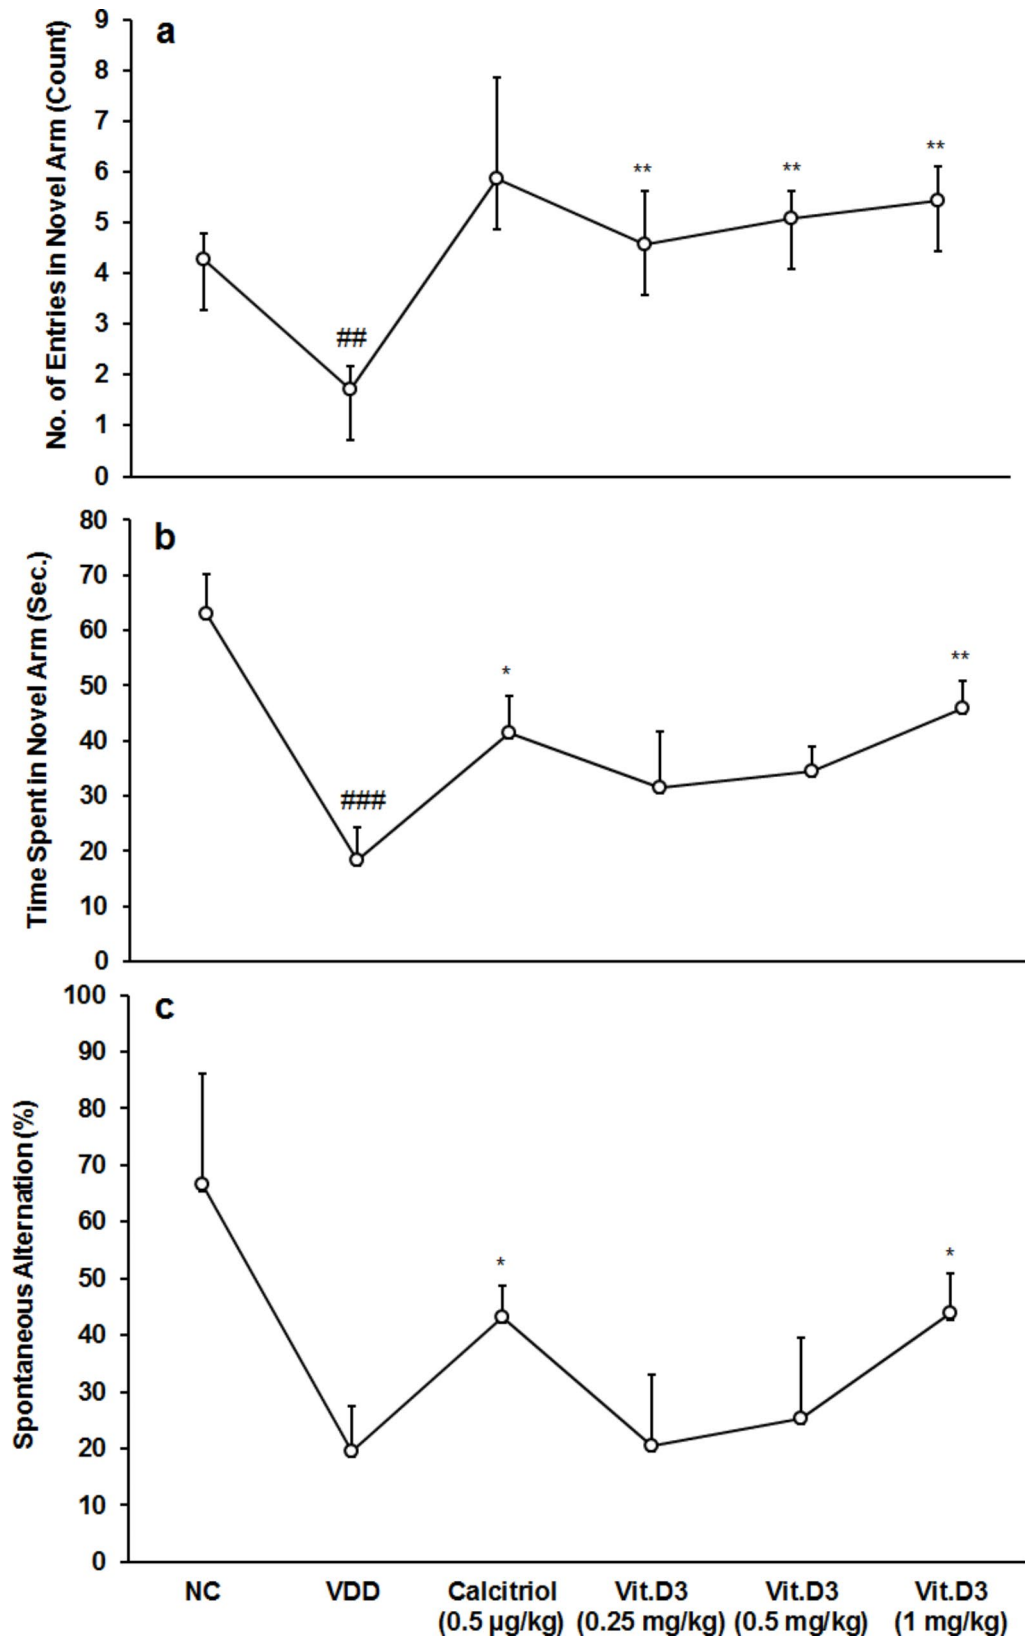 a
No. of Entries in Novel Arm (Count)
9
8
7
6
5
4
3
2
1
0
##
**
**
**
b
Time Spent in Novel Arm (Sec.)
80
70
60
50
40
30
20
10
0
###
*
**
c
Spontaneous Alternation (%)
100
90
80
70
60
50
40
30
20
10
0
*
*
NC
VDD
Calcitriol
(0.5 µg/kg)
Vit.D3
(0.25 mg/kg)
Vit.D3
(0.5 mg/kg)
Vit.D3
(1 mg/kg)